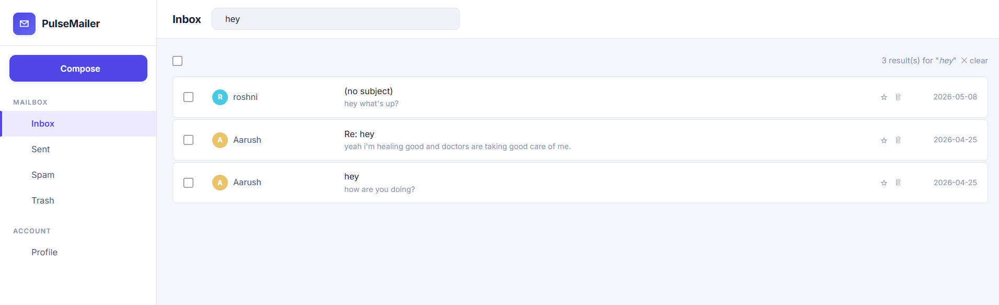 PulseMailer
Compose
MAILBOX
Inbox
Sent
Spam
Trash
ACCOUNT
Profile
Inbox
hey
3 result(s) for "hey" × clear
R roshni (no subject) 2026-05-08
hey what's up?
A Aarush Re: hey 2026-04-25
yeah i'm healing good and doctors are taking good care of me.
A Aarush hey 2026-04-25
how are you doing?